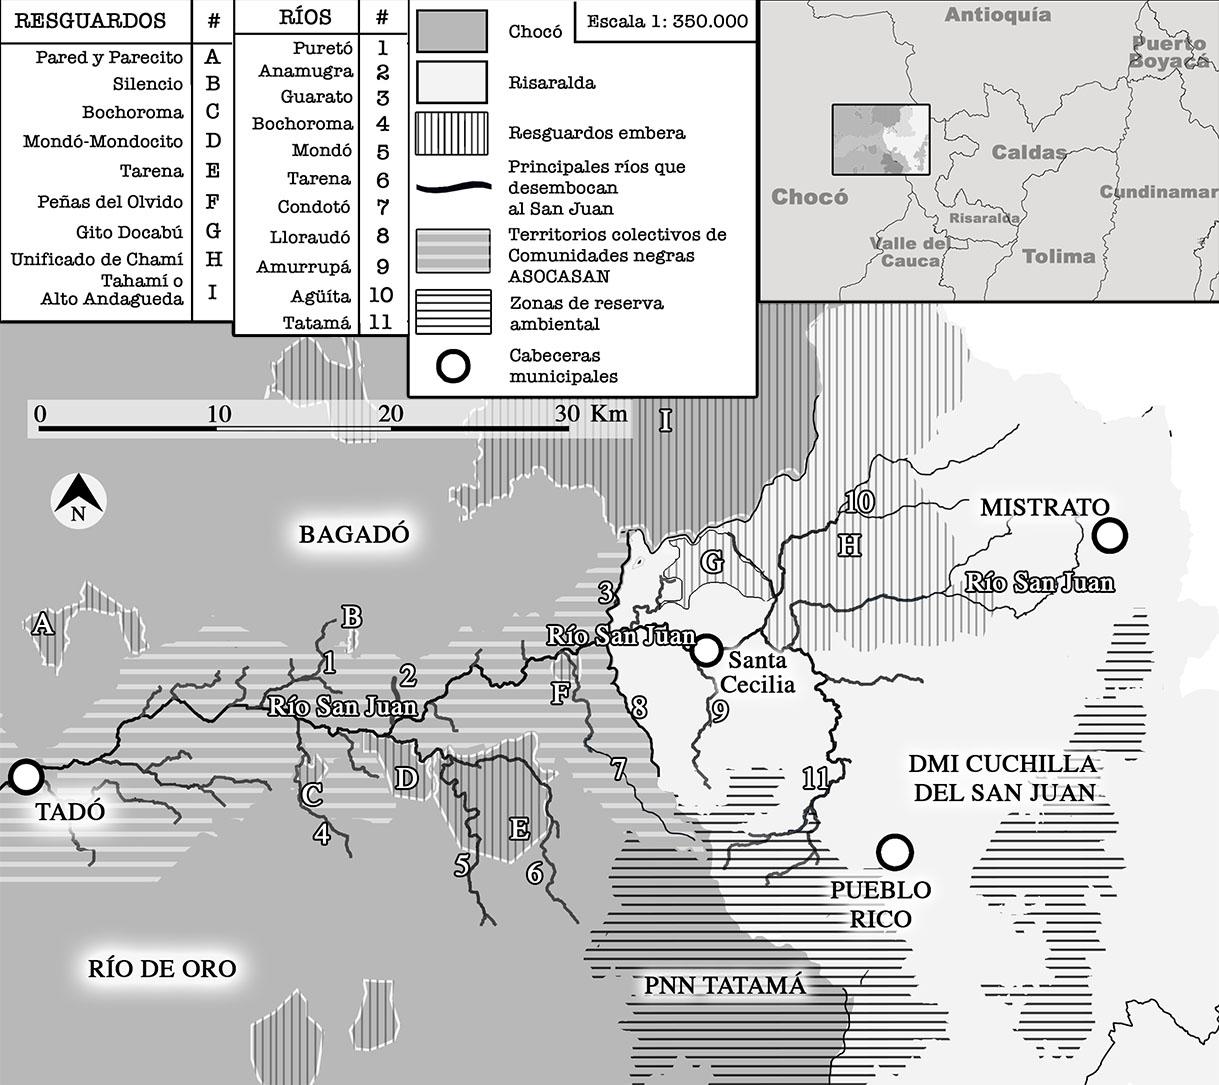 RESGUARDOS #
Pared y Parecito A
Silencio B
Bochoroma C
Mondó-Mondocito D
Tarena E
Peñas del Olvido F
Gito Docabú G
Unificado de Chamí H
Tahamí o
Alto Andagueda I
RÍOS #
Puretó 1
Anamugra 2
Guarato 3
Bochoroma 4
Mondó 5
Tarena 6
Condotó 7
Lloraudó 8
Amurrupá 9
Agüíta 10
Tatamá 11
Escala 1: 350.000
Chocó
Risaralda
Resguardos embera
Principales ríos que
desembocan
al San Juan
Territorios colectivos de
Comunidades negras
ASOCASAN
Zonas de reserva
ambiental
Cabeceras
municipales
Antioquía
Puerto
Boyacá
Caldas
Chocó
Cundinamar
Risaralda
Valle del
Cauca
Tolima
0 10 20 30 Km
I
N
BAGADÓ
10
MISTRATO
H
G
Río San Juan
3
A
B
Río San Juan
Santa
Cecilia
1
2
F
Río San Juan
8
9
7
11
DMI CUCHILLA
DEL SAN JUAN
TADÓ
C
D
4
E
5
6
PUEBLO
RICO
RÍO DE ORO
PNN TATAMÁ